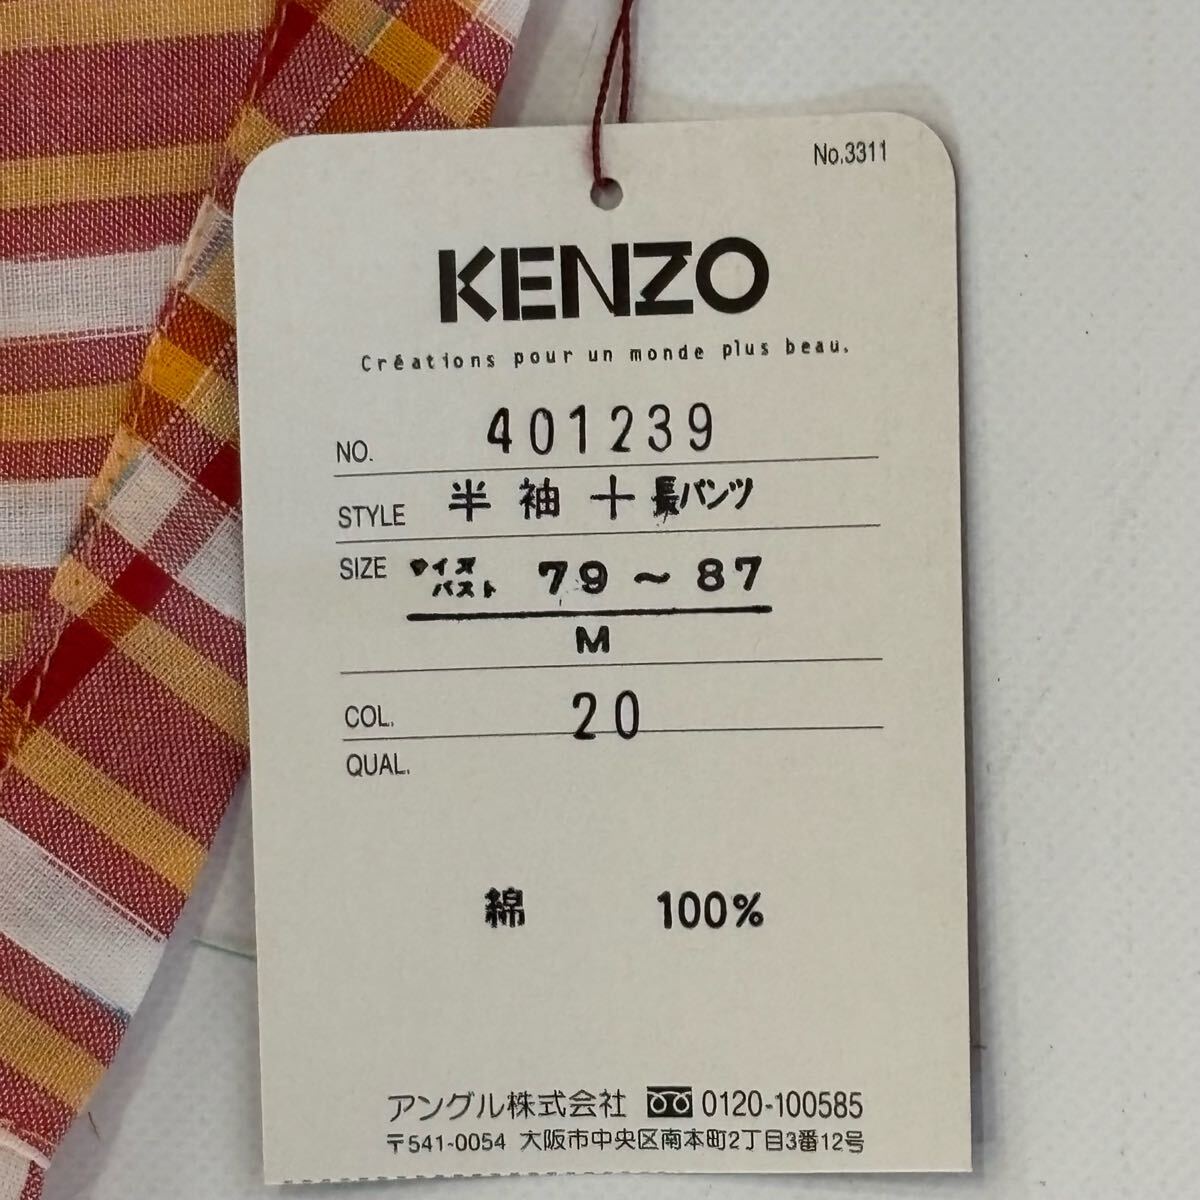 No.3311
KENZO
Créations pour un monde plus beau.
NO. 401239
STYLE 半袖十長パンツ
SIZE サイズ バスト 79~87
M
COL. 20
QUAL.
綿 100%
アングル株式会社 0120-100585
〒541-0054 大阪市中央区南本町2丁目3番12号